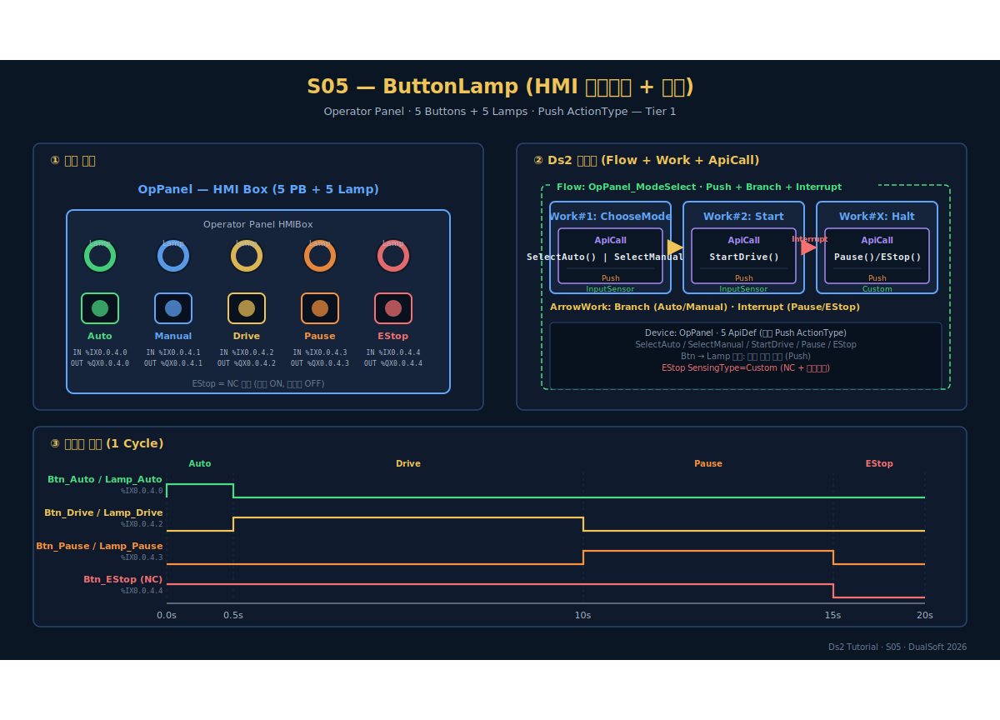 S05 — ButtonLamp (HMI + )
Operator Panel · 5 Buttons + 5 Lamps · Push ActionType — Tier 1
①
OpPanel — HMI Box (5 PB + 5 Lamp)
Operator Panel HMIBox
Lamp Lamp Lamp Lamp Lamp
Auto Manual Drive Pause EStop
IN %IX0.0.4.0 IN %IX0.0.4.1 IN %IX0.0.4.2 IN %IX0.0.4.3 IN %IX0.0.4.4
OUT %QX0.0.4.0 OUT %QX0.0.4.1 OUT %QX0.0.4.2 OUT %QX0.0.4.3 OUT %QX0.0.4.4
EStop = NC ( ON, OFF)
② Ds2 (Flow + Work + ApiCall)
Flow: OpPanel_ModeSelect · Push + Branch + Interrupt
Work#1: ChooseMode
ApiCall
SelectAuto() | SelectManual
Push
InputSensor
Work#2: Start
ApiCall
StartDrive()
Push
InputSensor
Interrupt
Work#X: Halt
ApiCall
Pause()/EStop()
Push
Custom
ArrowWork: Branch (Auto/Manual) · Interrupt (Pause/EStop)
Device: OpPanel · 5 ApiDef ( Push ActionType)
SelectAuto / SelectManual / StartDrive / Pause / EStop
Btn → Lamp : (Push)
EStop SensingType=Custom (NC + )
③ (1 Cycle)
Auto Drive Pause EStop
Btn_Auto / Lamp_Auto
%IX0.0.4.0
Btn_Drive / Lamp_Drive
%IX0.0.4.2
Btn_Pause / Lamp_Pause
%IX0.0.4.3
Btn_EStop (NC)
%IX0.0.4.4
0.0s 0.5s 10s 15s 20s
Ds2 Tutorial · S05 · DualSoft 2026